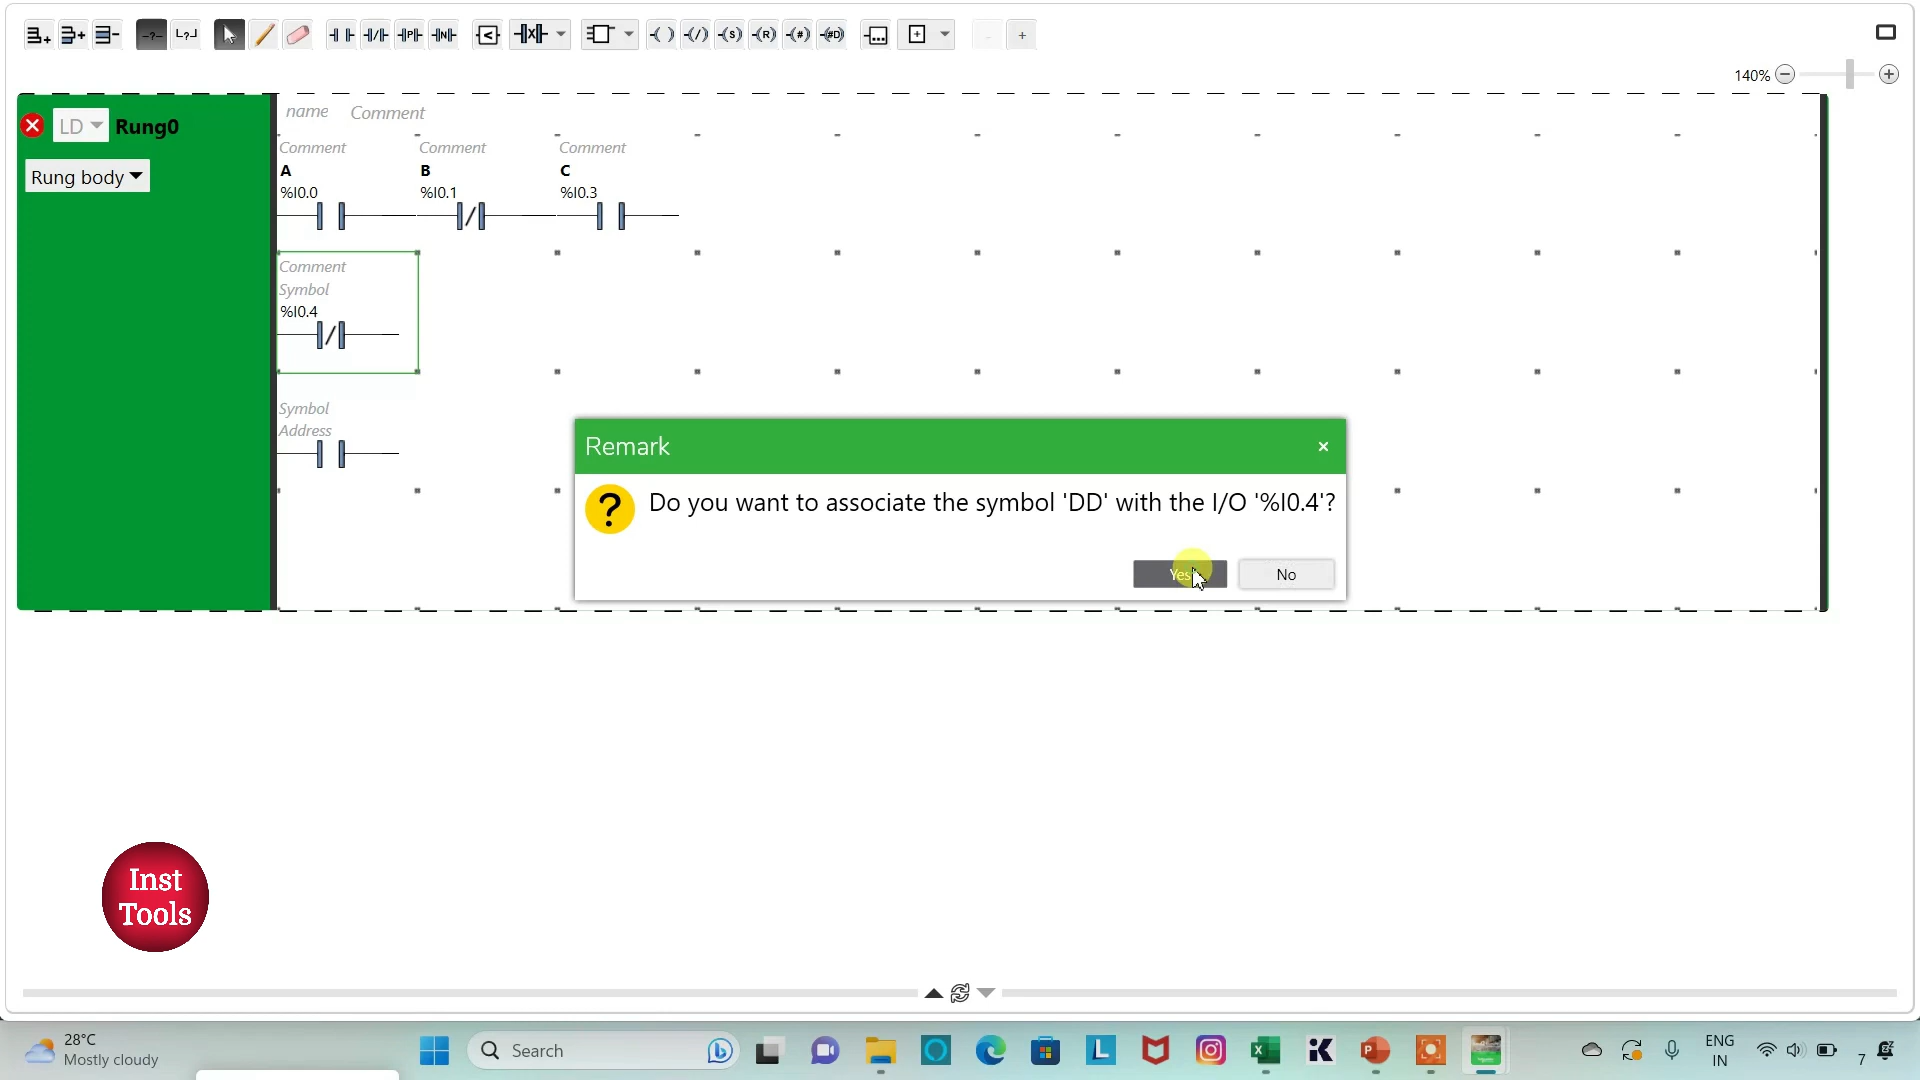 140%
LD Rung0
name Comment
Rung body
Comment Comment Comment
A B C
%I0.0 %I0.1 %I0.3
Comment
Symbol
%I0.4
Symbol
Address
Remark
Do you want to associate the symbol 'DD' with the I/O '%I0.4'?
Yes No
Inst
Tools
28°C
Mostly cloudy
Search
ENG
IN
7